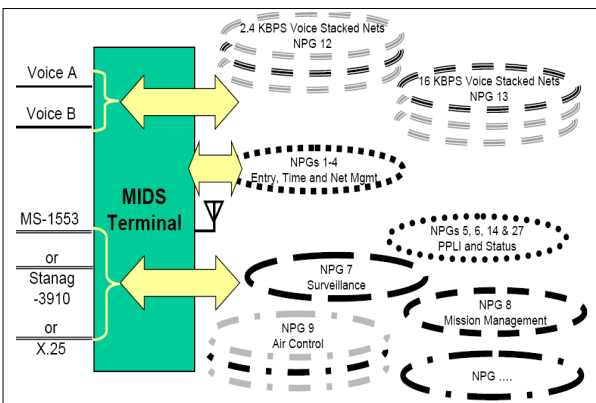 2.4 KBPS Voice Stacked Nets
NPG 12
16 KBPS Voice Stacked Nets
NPG 13
Voice A
Voice B
MIDS
Terminal
NPGs 1-4
Entry, Time and Net Mgmt
MS-1553
or
Stanag
-3910
or
X.25
NPGs 5, 6, 14 & 27
PPLI and Status
NPG 7
Surveillance
NPG 8
Mission Management
NPG 9
Air Control
NPG ....